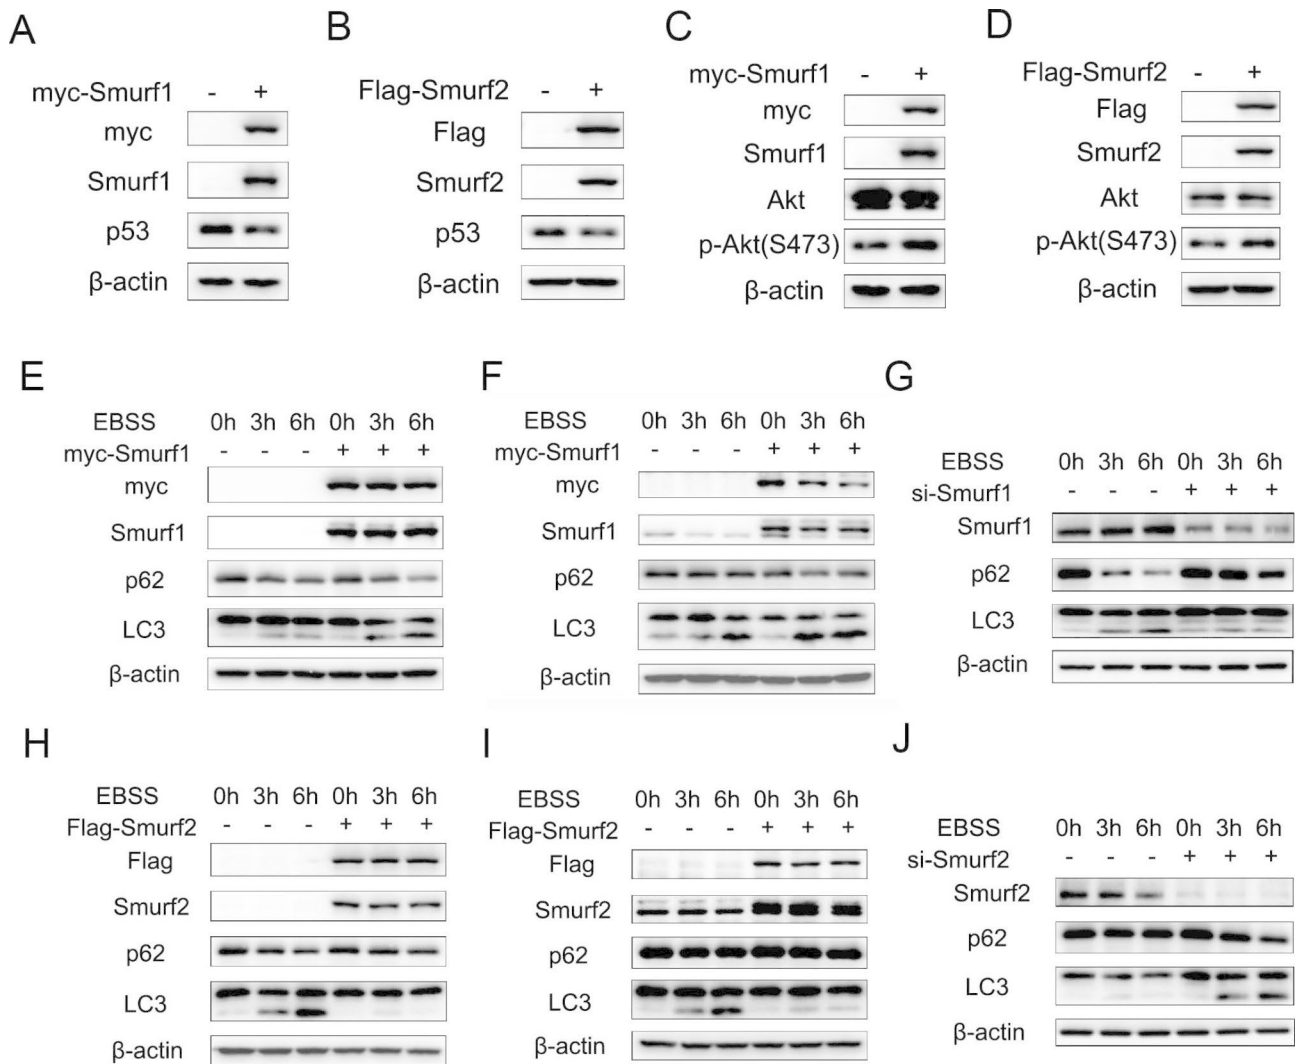 A
myc-Smurf1 - +
myc
Smurf1
p53
β-actin
B
Flag-Smurf2 - +
Flag
Smurf2
p53
β-actin
C
myc-Smurf1 - +
myc
Smurf1
Akt
p-Akt(S473)
β-actin
D
Flag-Smurf2 - +
Flag
Smurf2
Akt
p-Akt(S473)
β-actin
E
EBSS 0h 3h 6h 0h 3h 6h
myc-Smurf1 - - - + + +
myc
Smurf1
p62
LC3
β-actin
F
EBSS 0h 3h 6h 0h 3h 6h
myc-Smurf1 - - - + + +
myc
Smurf1
p62
LC3
β-actin
G
EBSS 0h 3h 6h 0h 3h 6h
si-Smurf1 - - - + + +
Smurf1
p62
LC3
β-actin
H
EBSS 0h 3h 6h 0h 3h 6h
Flag-Smurf2 - - - + + +
Flag
Smurf2
p62
LC3
β-actin
I
EBSS 0h 3h 6h 0h 3h 6h
Flag-Smurf2 - - - + + +
Flag
Smurf2
p62
LC3
β-actin
J
EBSS 0h 3h 6h 0h 3h 6h
si-Smurf2 - - - + + +
Smurf2
p62
LC3
β-actin